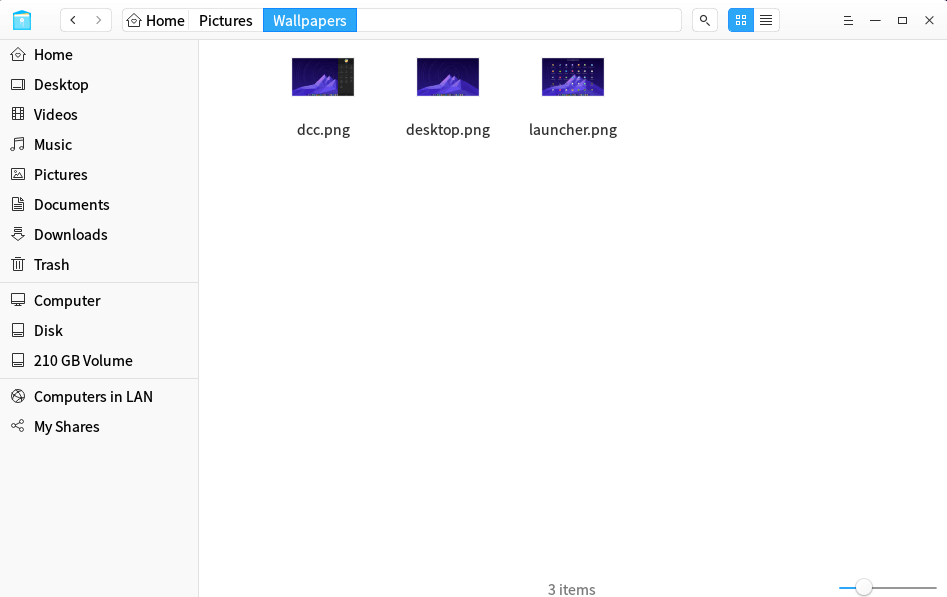 Home Pictures Wallpapers
Home
Desktop
Videos
Music
Pictures
Documents
Downloads
Trash
Computer
Disk
210 GB Volume
Computers in LAN
My Shares
dcc.png desktop.png launcher.png
3 items